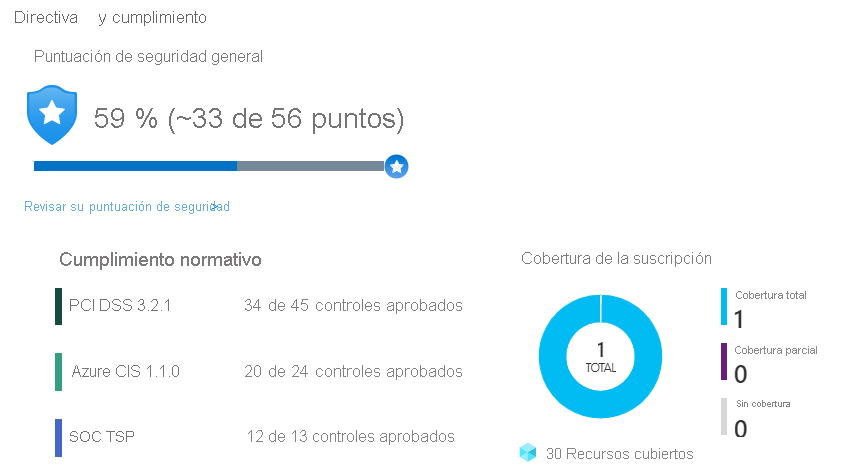 Directiva y cumplimiento
Puntuación de seguridad general
59 % (~33 de 56 puntos)
Revisar su puntuación de seguridad >
Cumplimiento normativo
PCI DSS 3.2.1 34 de 45 controles aprobados
Azure CIS 1.1.0 20 de 24 controles aprobados
SOC TSP 12 de 13 controles aprobados
Cobertura de la suscripción
1
TOTAL
Cobertura total
1
Cobertura parcial
0
Sin cobertura
0
30 Recursos cubiertos